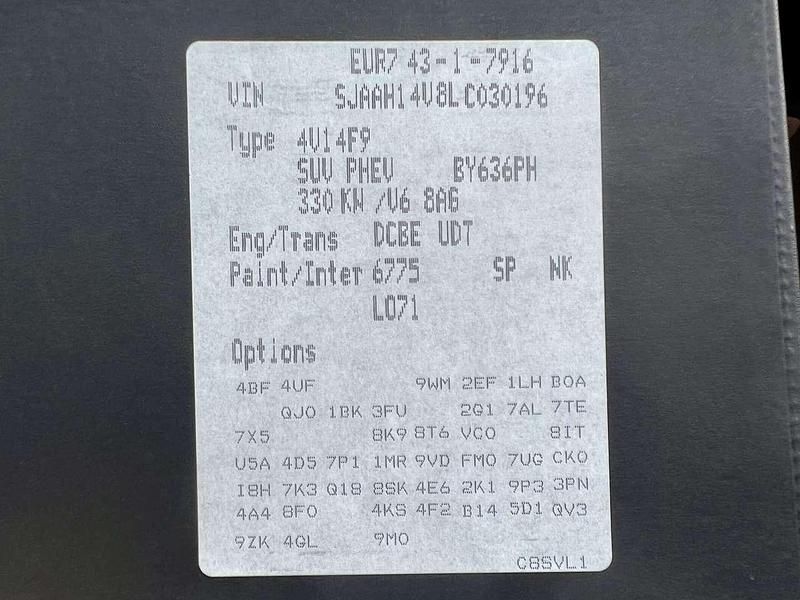 EUR7 43-1-7916
VIN SJAAH14V8LC030196
Type 4V14F9
SUV PHEV BY636PH
330 KW /V6 8AG
Eng/Trans DCBE UDT
Paint/Inter 6775 SP NK
L071
Options
4BF 4UF 9WM 2EF 1LH B0A
QJ0 1BK 3FU 2G1 7AL 7TE
7X5 8K9 8T6 VC0 8IT
U5A 4D5 7P1 1MR 9VD FM0 7UG CK0
I8H 7K3 Q18 8SK 4E6 2K1 9P3 3PN
4A4 8F0 4KS 4F2 B14 5D1 QV3
9ZK 4GL 9M0
C8SVL1